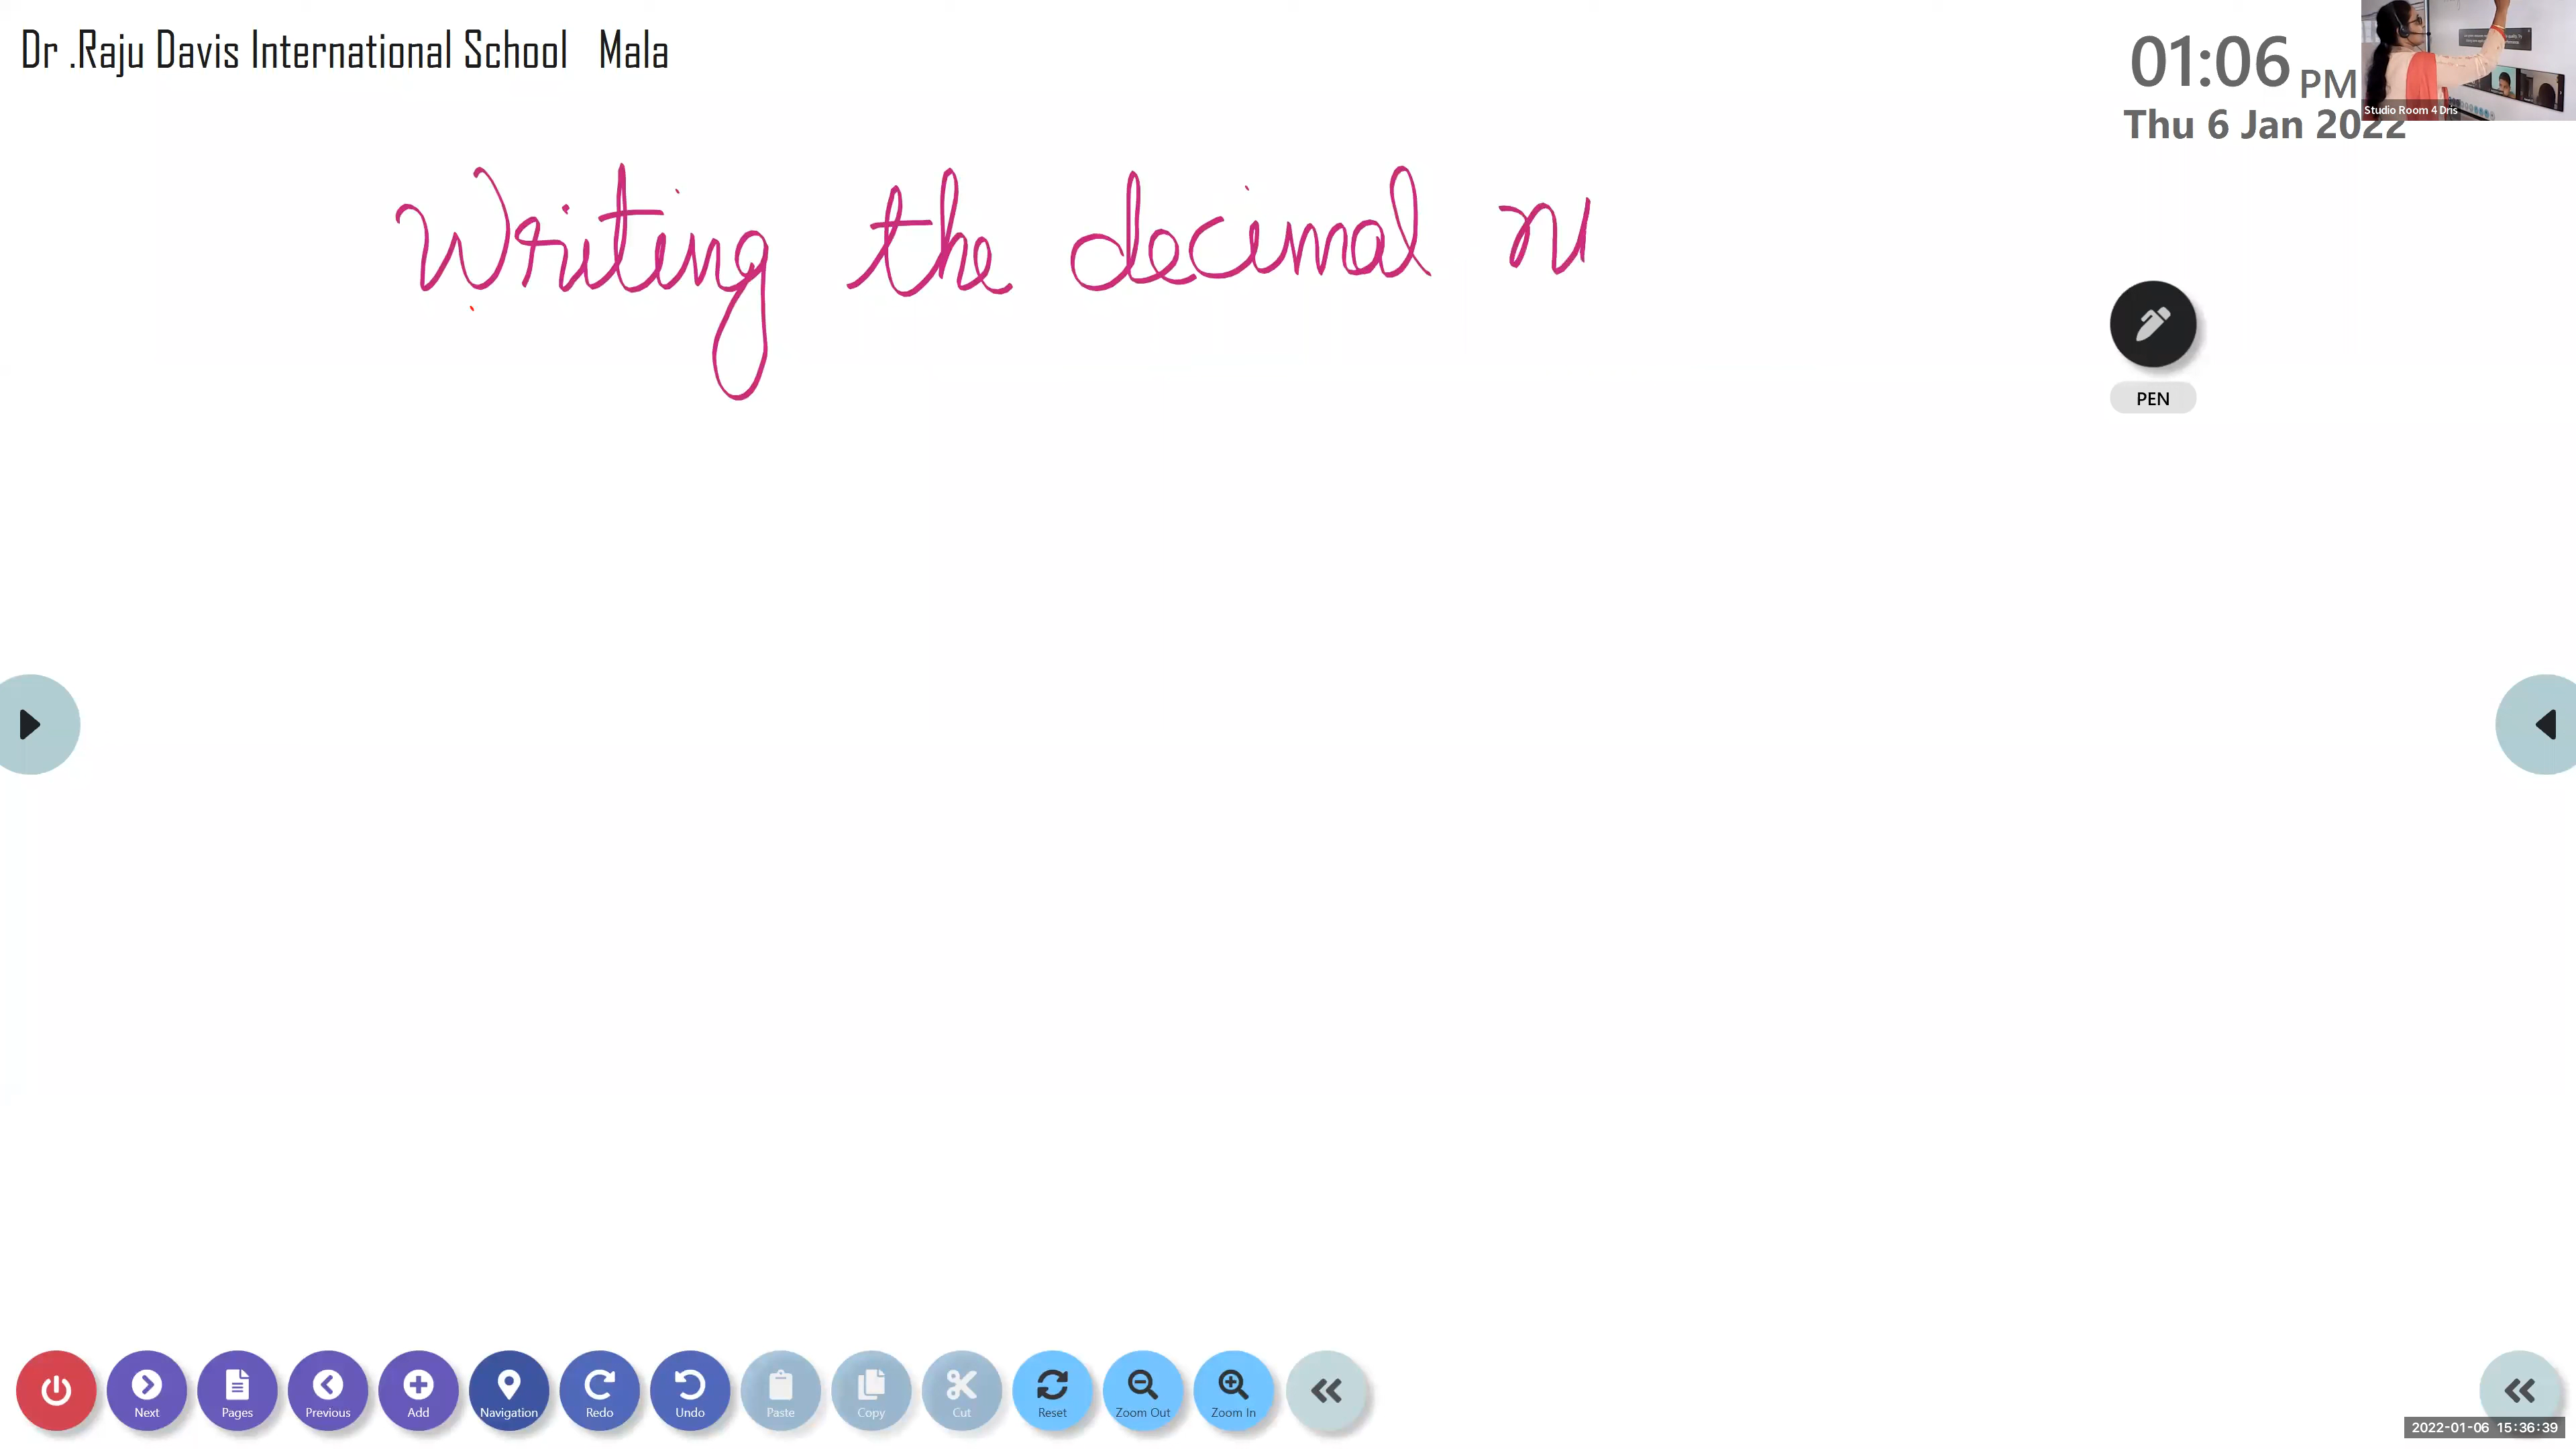 Dr .Raju Davis International School Mala
01:06 PM
Thu 6 Jan 2022
Studio Room 4 Dris
Writing the decimal
PEN
Next
Pages
Previous
Add
Navigation
Redo
Undo
Paste
Copy
Cut
Reset
Zoom Out
Zoom In
2022-01-06 15:36:39